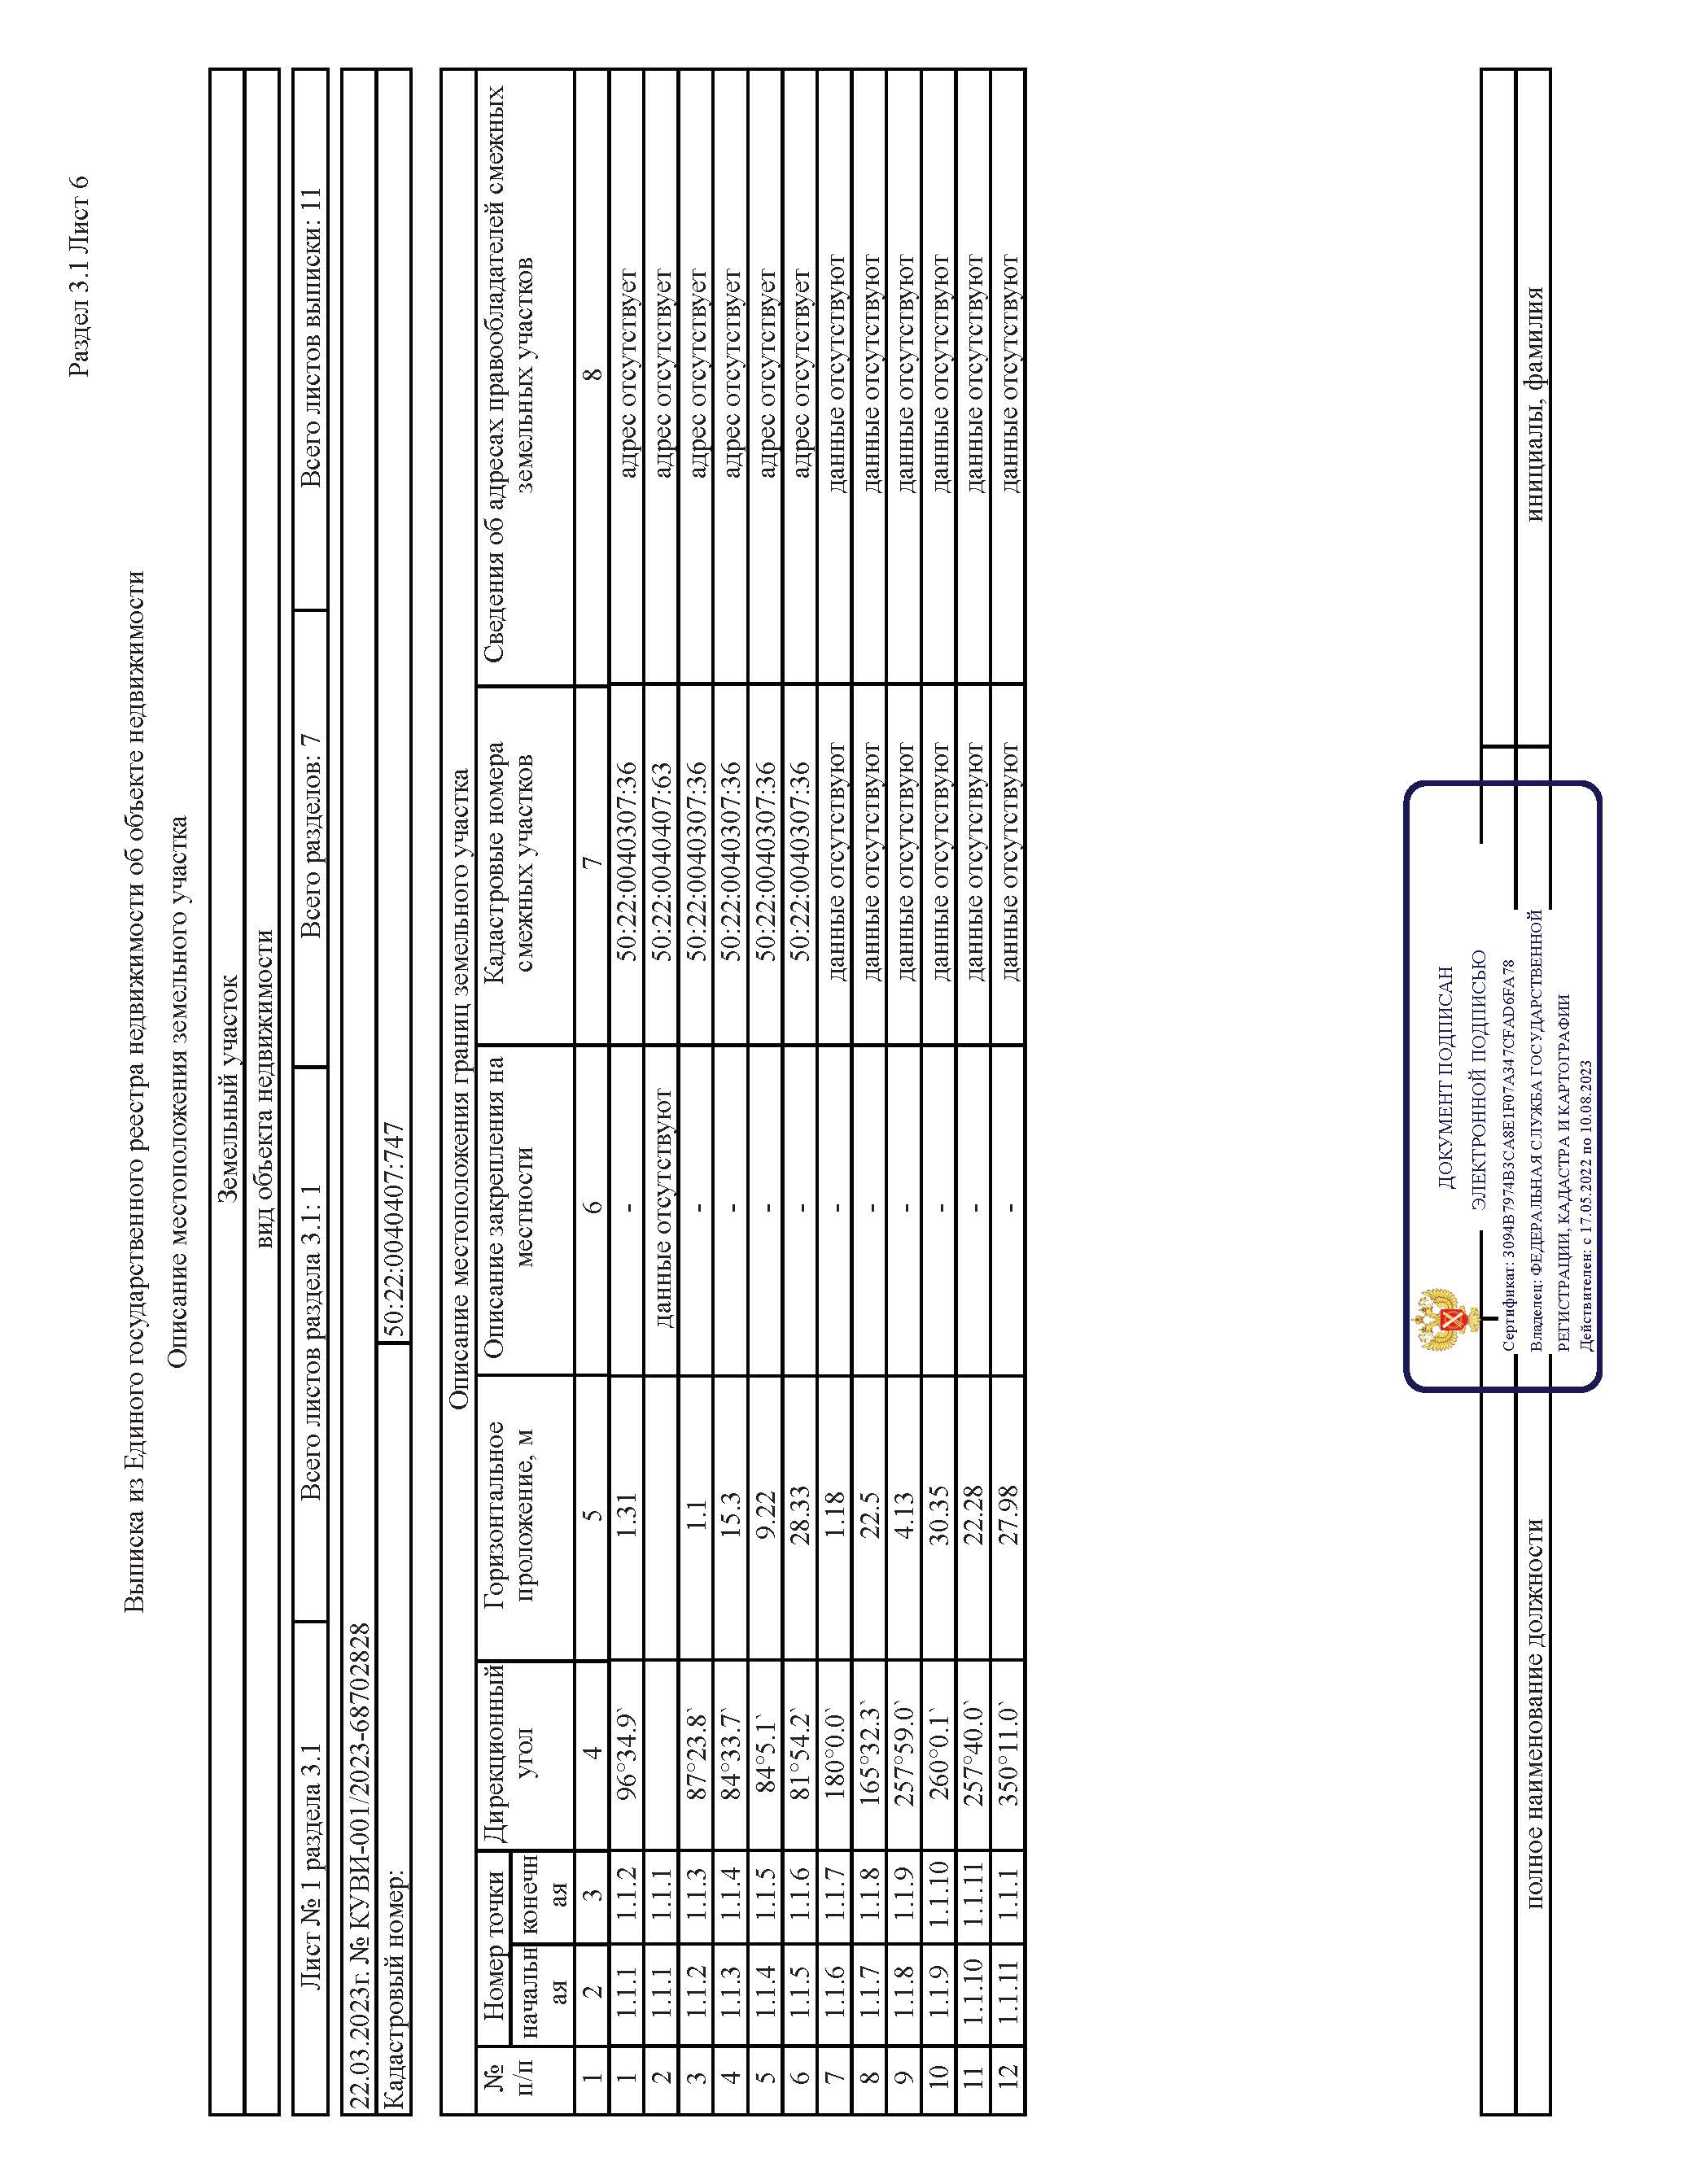 Раздел 3.1 Лист 6
Выписка из Единого государственного реестра недвижимости об объекте недвижимости
Описание местоположения земельного участка
Земельный участок
вид объекта недвижимости
Лист № 1 раздела 3.1 Всего листов раздела 3.1: 1 Всего разделов: 7 Всего листов выписки: 11
22.03.2023г. № КУВИ-001/2023-68702828
Кадастровый номер: 50:22:0040407:747
Описание местоположения границ земельного участка
№ п/п Номер точки Дирекционный угол Горизонтальное проложение, м Описание закрепления на местности Кадастровые номера смежных участков Сведения об адресах правообладателей смежных земельных участков
начальн ая конечн ая
1 2 3 4 5 6 7 8
1 1.1.1 1.1.2 96°34.9` 1.31 - 50:22:0040307:36 адрес отсутствует
2 1.1.1 1.1.1 данные отсутствуют 50:22:0040407:63 адрес отсутствует
3 1.1.2 1.1.3 87°23.8` 1.1 - 50:22:0040307:36 адрес отсутствует
4 1.1.3 1.1.4 84°33.7` 15.3 - 50:22:0040307:36 адрес отсутствует
5 1.1.4 1.1.5 84°5.1` 9.22 - 50:22:0040307:36 адрес отсутствует
6 1.1.5 1.1.6 81°54.2` 28.33 - 50:22:0040307:36 адрес отсутствует
7 1.1.6 1.1.7 180°0.0` 1.18 - данные отсутствуют данные отсутствуют
8 1.1.7 1.1.8 165°32.3` 22.5 - данные отсутствуют данные отсутствуют
9 1.1.8 1.1.9 257°59.0` 4.13 - данные отсутствуют данные отсутствуют
10 1.1.9 1.1.10 260°0.1` 30.35 - данные отсутствуют данные отсутствуют
11 1.1.10 1.1.11 257°40.0` 22.28 - данные отсутствуют данные отсутствуют
12 1.1.11 1.1.1 350°11.0` 27.98 - данные отсутствуют данные отсутствуют
ДОКУМЕНТ ПОДПИСАН
ЭЛЕКТРОННОЙ ПОДПИСЬЮ
Сертификат: 3094B7974B3CA8E1F07A347CFAD6FA78
Владелец: ФЕДЕРАЛЬНАЯ СЛУЖБА ГОСУДАРСТВЕННОЙ
РЕГИСТРАЦИИ, КАДАСТРА И КАРТОГРАФИИ
Действителен: с 17.05.2022 по 10.08.2023
полное наименование должности инициалы, фамилия